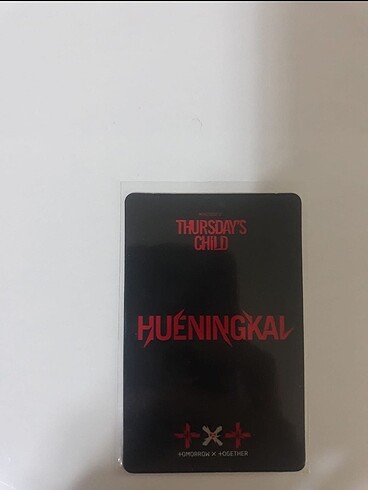 THURSDAY'S
CHILD
HUENINGKAI
TOMORROW X TOGETHER